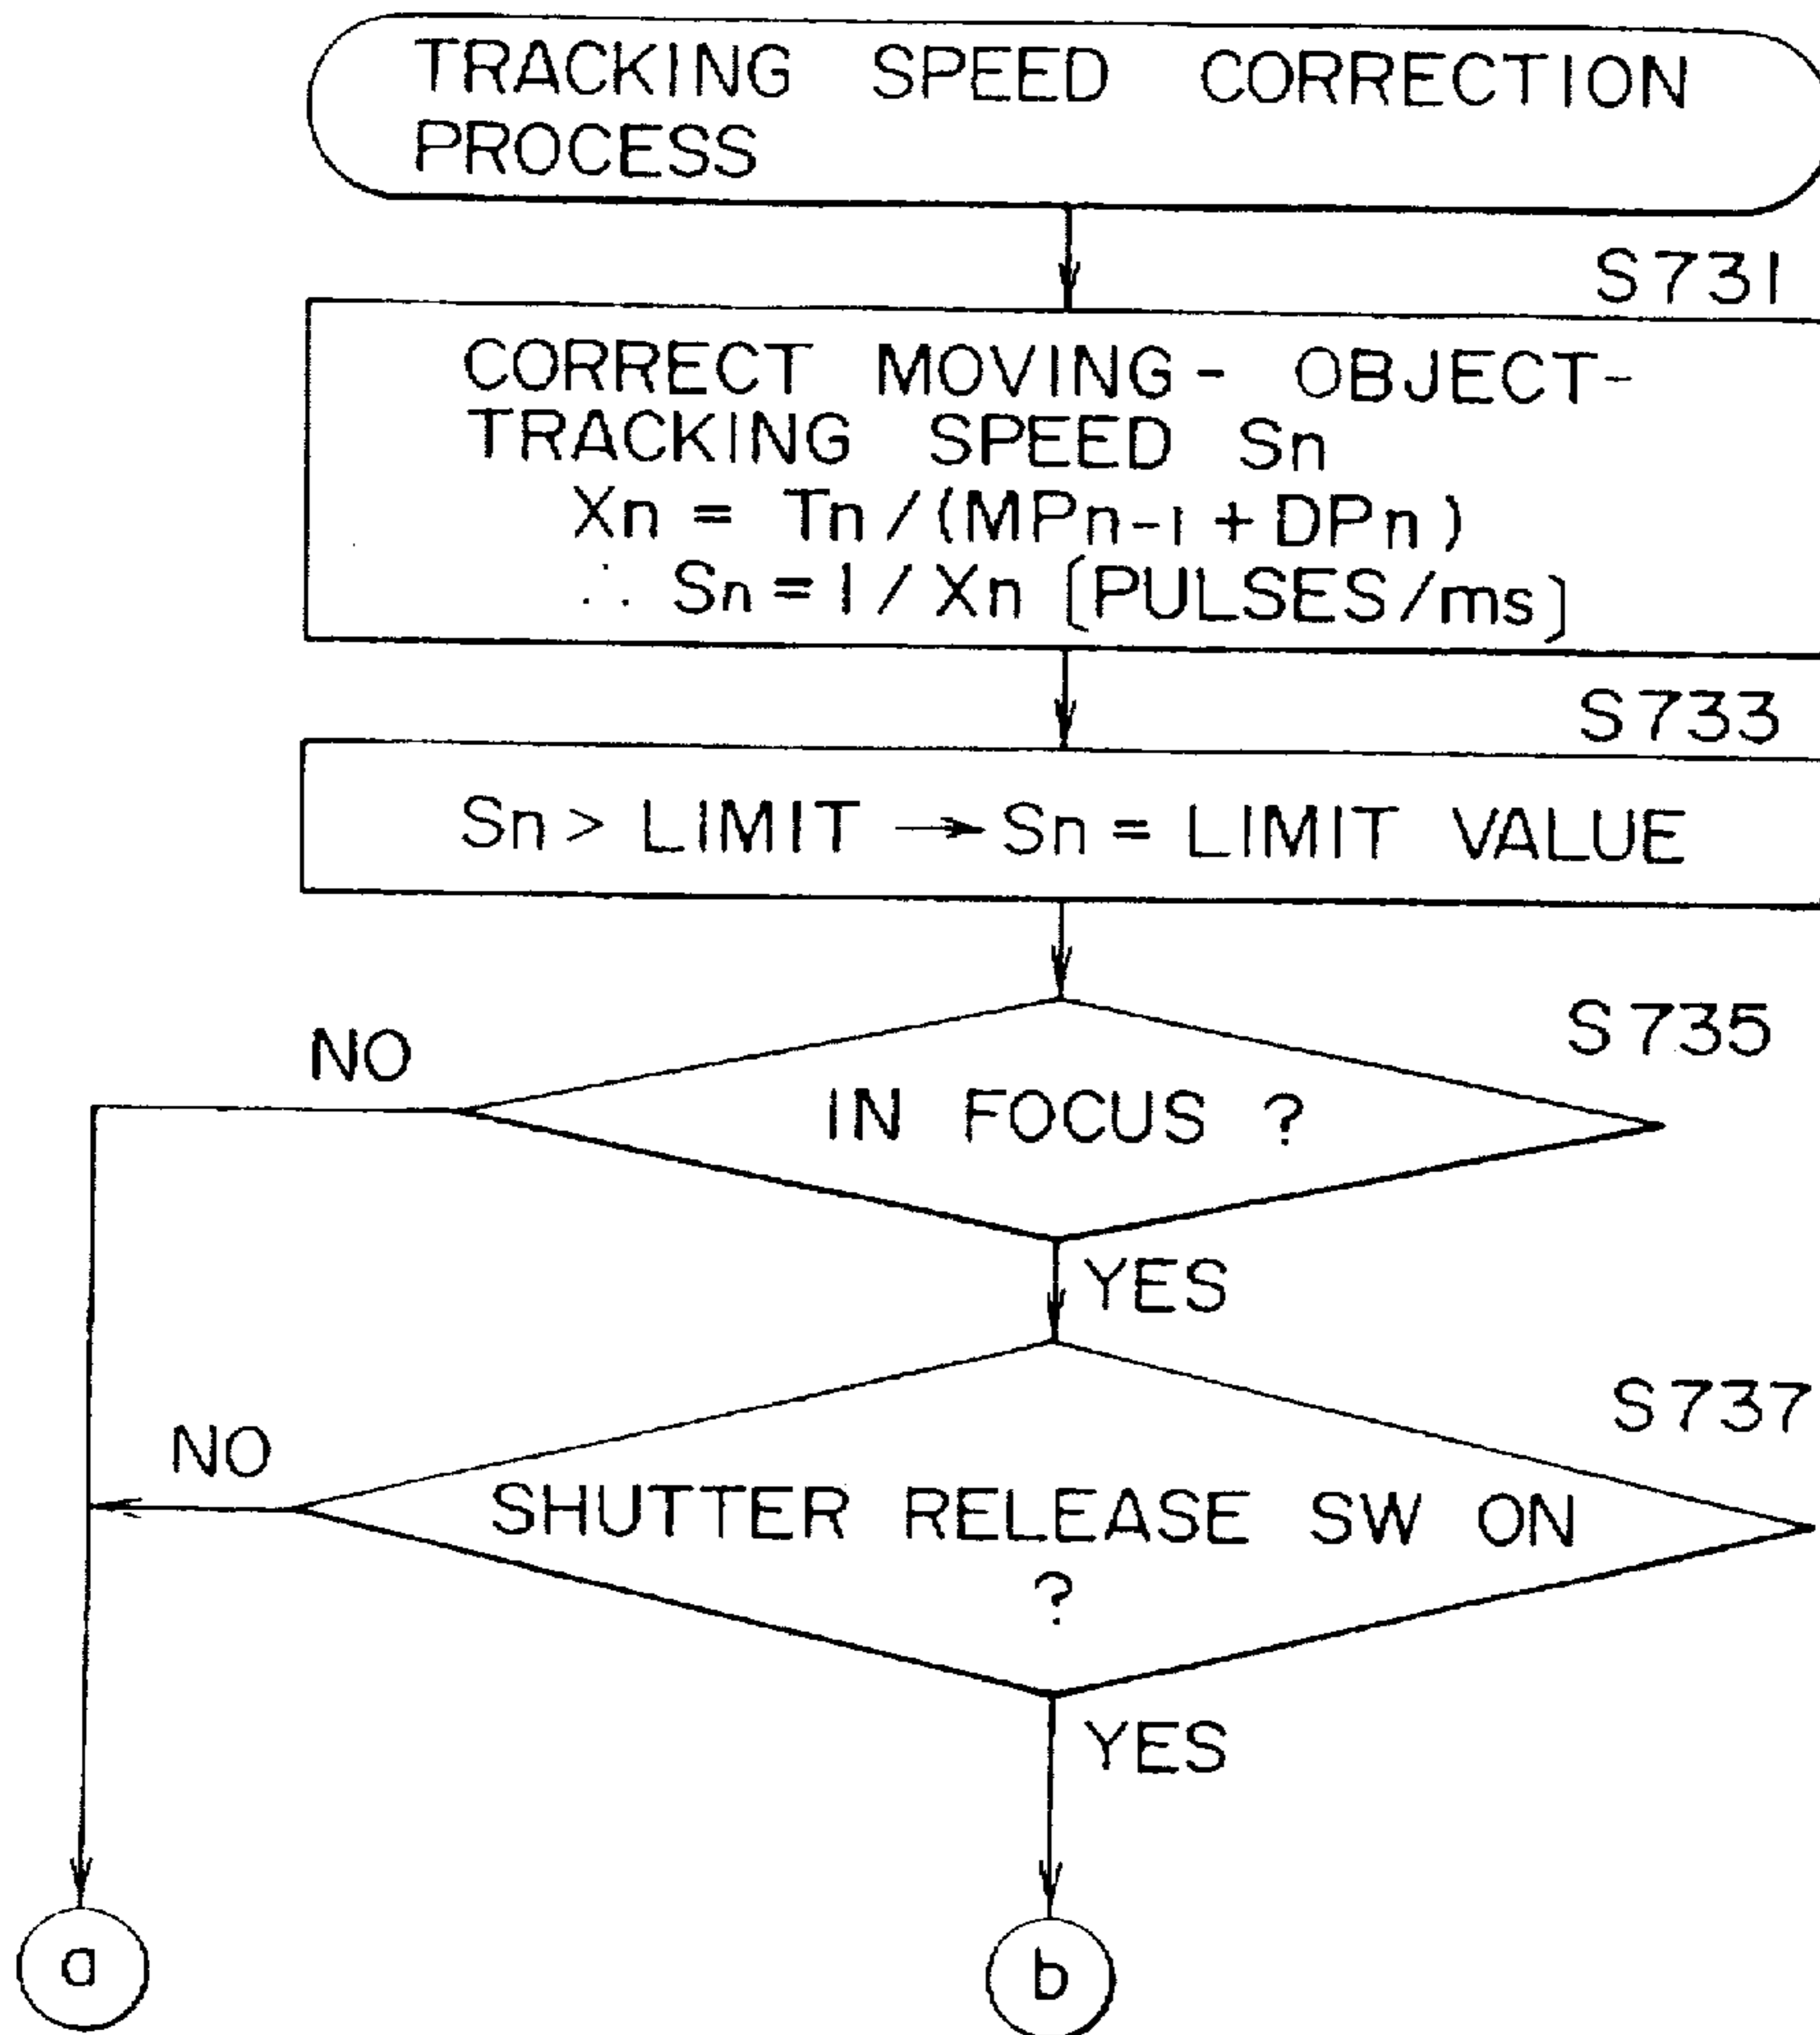 TRACKING SPEED CORRECTION
PROCESS
S731
CORRECT MOVING - OBJECT-
TRACKING SPEED Sn
Xn = Tn / (MPn-1 + DPn)
∴ Sn = 1 / Xn [PULSES/ms]
S733
Sn > LIMIT → Sn = LIMIT VALUE
S735
NO
IN FOCUS ?
YES
S737
NO
SHUTTER RELEASE SW ON
?
YES
a
b